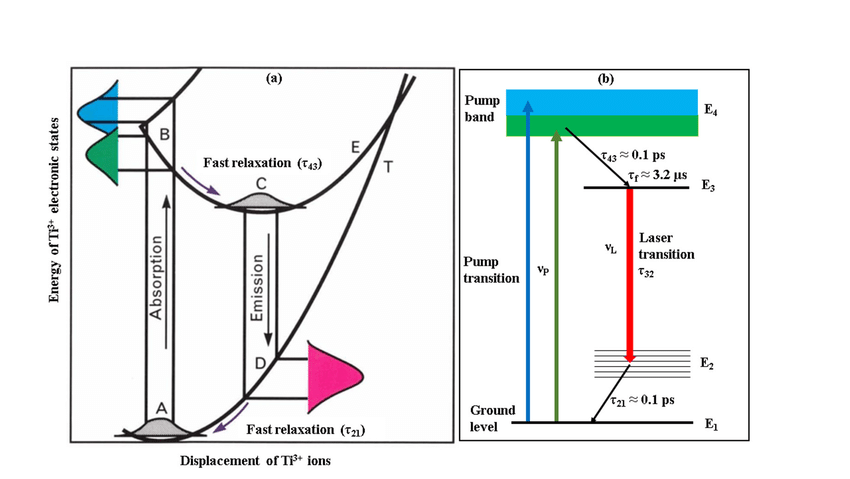 (a)
B
Fast relaxation (τ43)
E
T
C
Absorption
Emission
D
A
Fast relaxation (τ21)
Energy of Ti3+ electronic states
Displacement of Ti3+ ions
(b)
Pump
band
E4
τ43 ≈ 0.1 ps
τf ≈ 3.2 μs
E3
νL
Laser
transition
τ32
Pump
transition
νP
E2
τ21 ≈ 0.1 ps
Ground
level
E1